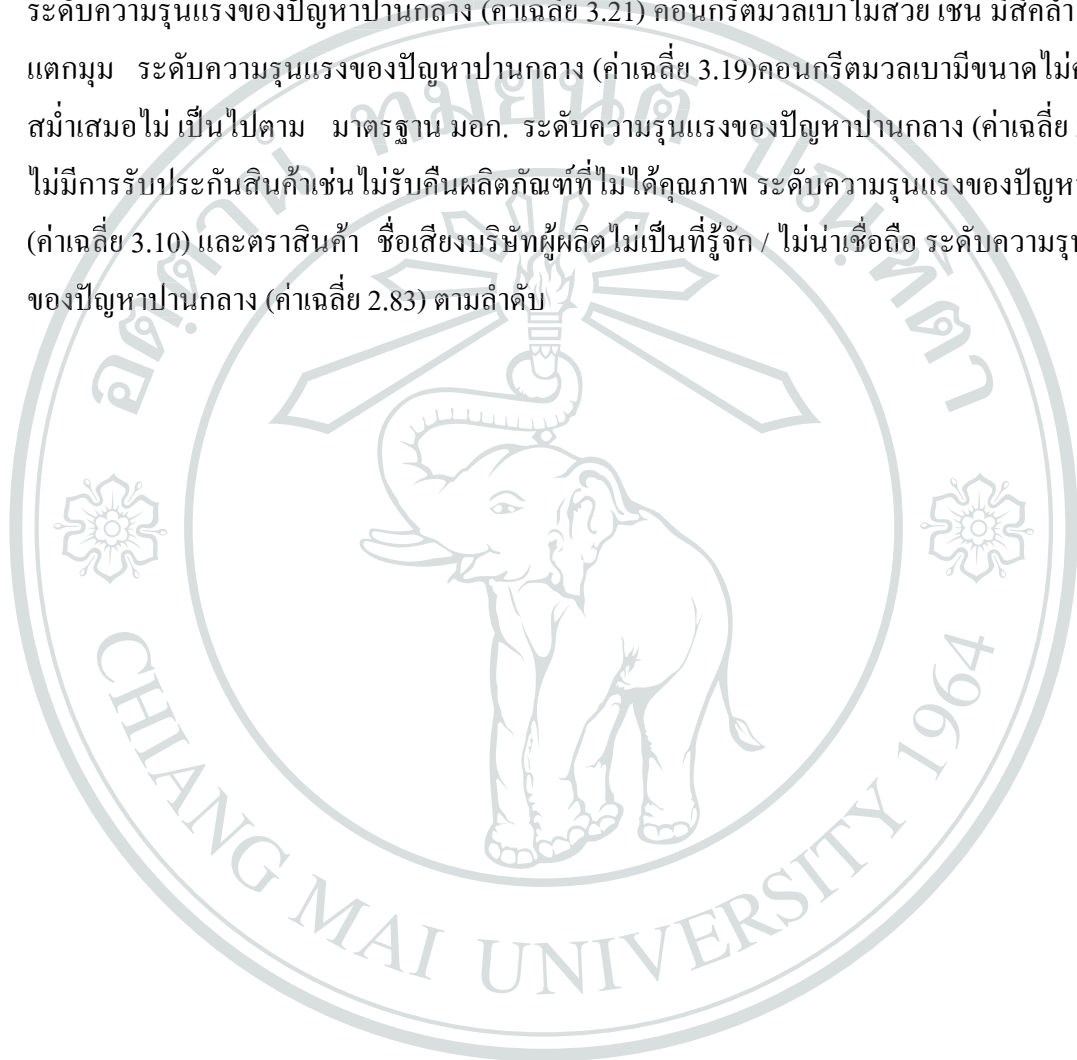 ระดับความรุนแรงของปัญหาปานกลาง (ค่าเฉลี่ย 3.21) คอนกรีตมวลเบาไม่สวย เช่น มีสีคล้ำ
แตกมุม ระดับความรุนแรงของปัญหาปานกลาง (ค่าเฉลี่ย 3.19)คอนกรีตมวลเบามีขนาดไม่
สม่ำเสมอไม่ เป็นไปตาม มาตรฐาน มอก. ระดับความรุนแรงของปัญหาปานกลาง (ค่าเฉลี่ย
ไม่มีการรับประกันสินค้าเช่นไม่รับคืนผลิตภัณฑ์ที่ไม่ได้คุณภาพ ระดับความรุนแรงของปัญห
(ค่าเฉลี่ย 3.10) และตราสินค้า ชื่อเสียงบริษัทผู้ผลิตไม่เป็นที่รู้จัก / ไม่น่าเชื่อถือ ระดับความรุ
ของปัญหาปานกลาง (ค่าเฉลี่ย 2.83) ตามลำดับ
อตฺตานํ ทมยนฺติ ปณฺฑิตา
CHIANG MAI UNIVERSITY 1964